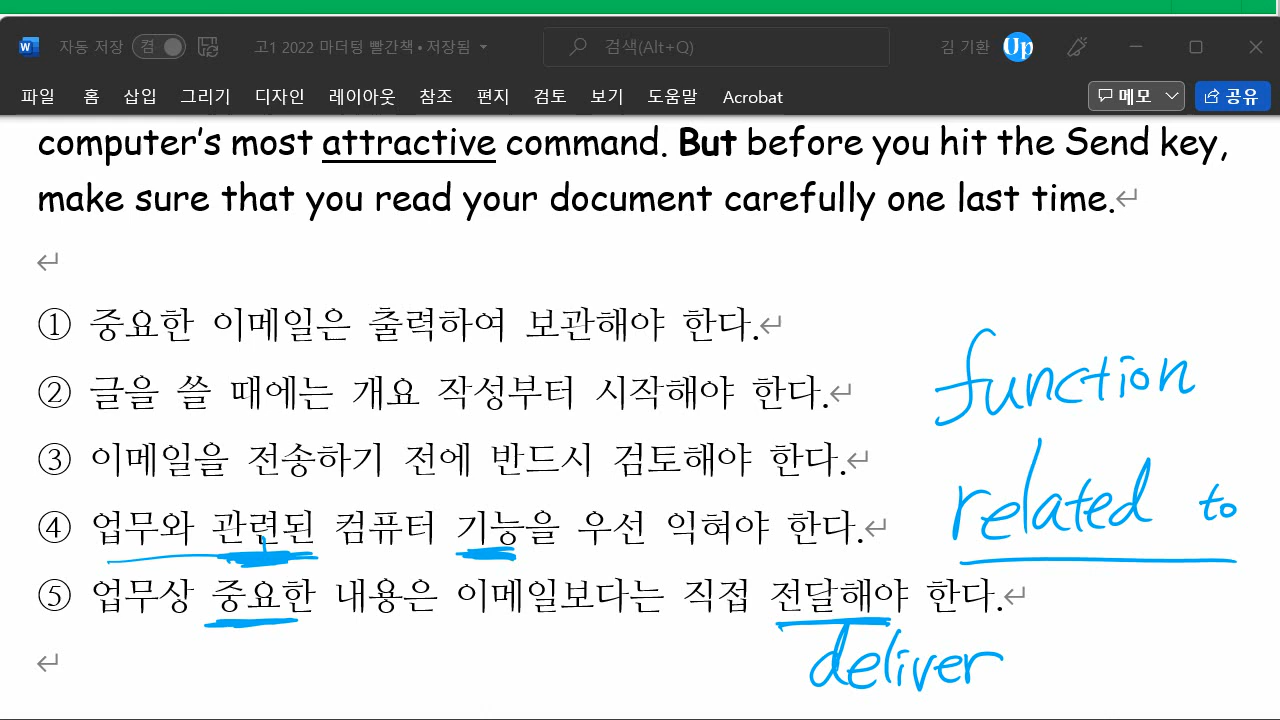 자동 저장 켬 고1 2022 마더텅 빨간책 • 저장됨 검색(Alt+Q) 김 기환 Up
파일 홈 삽입 그리기 디자인 레이아웃 참조 편지 검토 보기 도움말 Acrobat 메모 공유
computer's most attractive command. But before you hit the Send key,
make sure that you read your document carefully one last time.
① 중요한 이메일은 출력하여 보관해야 한다.
② 글을 쓸 때에는 개요 작성부터 시작해야 한다.
function
③ 이메일을 전송하기 전에 반드시 검토해야 한다.
④ 업무와 관련된 컴퓨터 기능을 우선 익혀야 한다.
related to
⑤ 업무상 중요한 내용은 이메일보다는 직접 전달해야 한다.
deliver